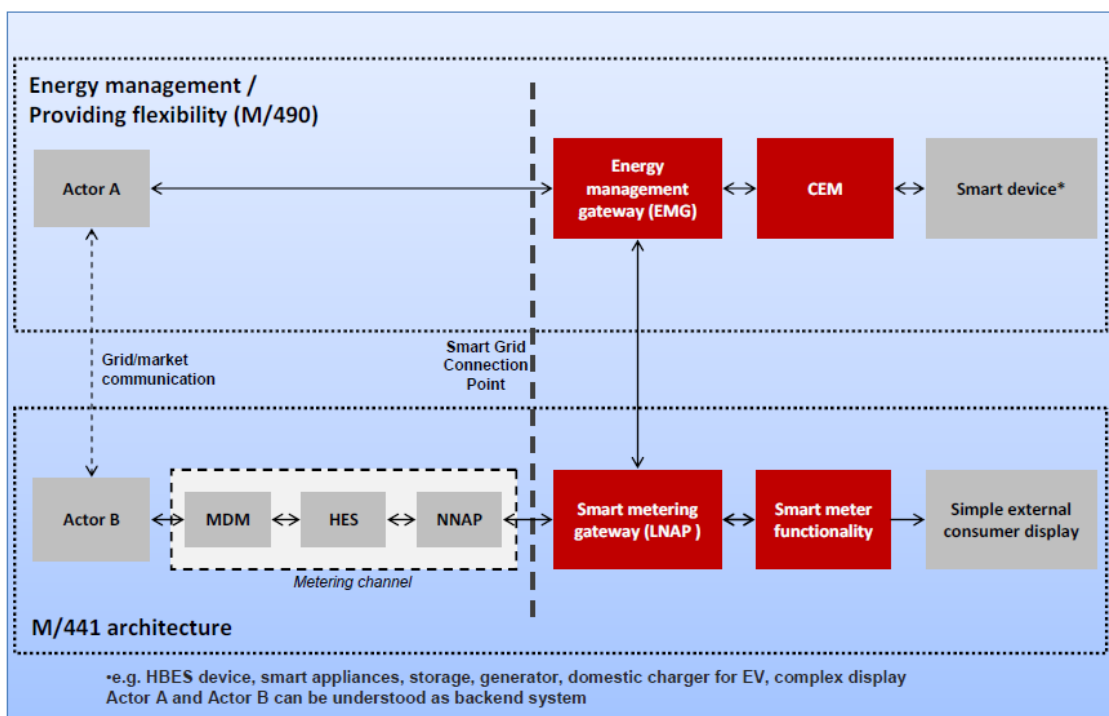 Energy management /
Providing flexibility (M/490)
Actor A
Energy
management
gateway (EMG)
CEM
Smart device*
Grid/market
communication
Smart Grid
Connection
Point
Actor B
MDM
HES
NNAP
Smart metering
gateway (LNAP )
Smart meter
functionality
Simple external
consumer display
Metering channel
M/441 architecture
•e.g. HBES device, smart appliances, storage, generator, domestic charger for EV, complex display
Actor A and Actor B can be understood as backend system